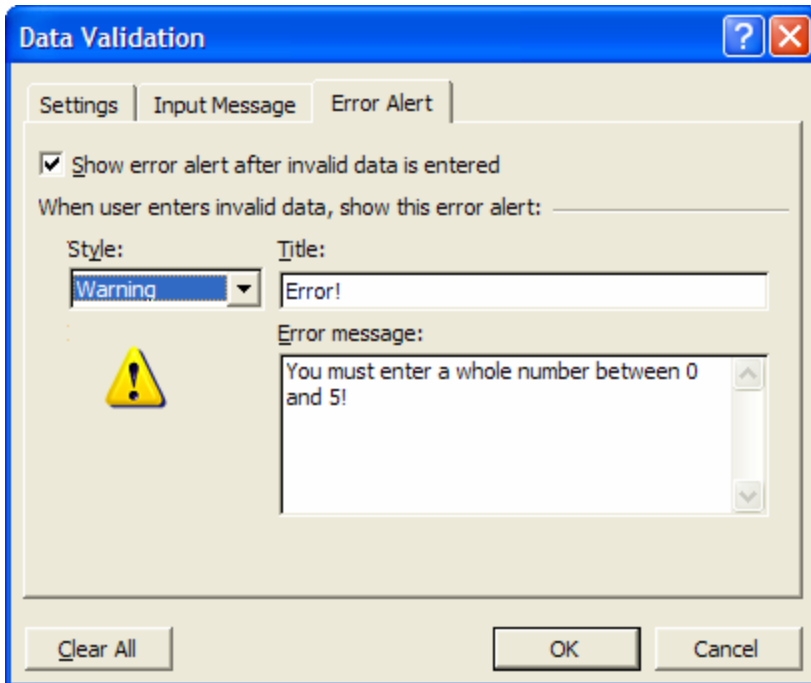 Data Validation
Settings Input Message Error Alert
Show error alert after invalid data is entered
When user enters invalid data, show this error alert:
Style: Title:
Warning Error!
Error message:
You must enter a whole number between 0
and 5!
Clear All OK Cancel